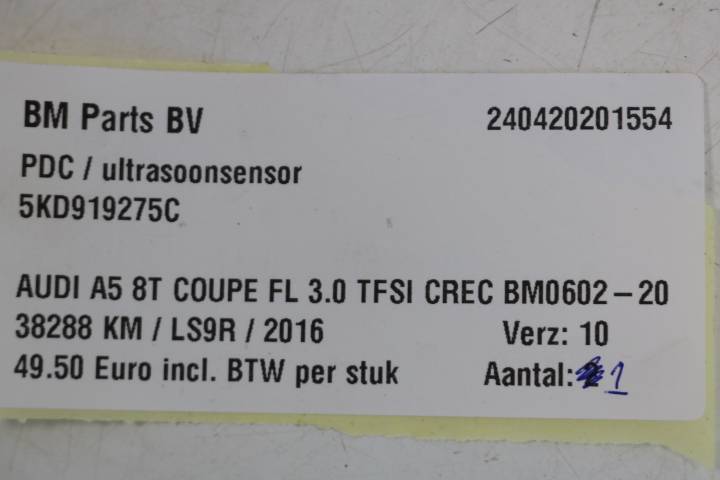 BM Parts BV 240420201554
PDC / ultrasoonsensor
5KD919275C
AUDI A5 8T COUPE FL 3.0 TFSI CREC BM0602-20
38288 KM / LS9R / 2016 Verz: 10
49.50 Euro incl. BTW per stuk Aantal: 1